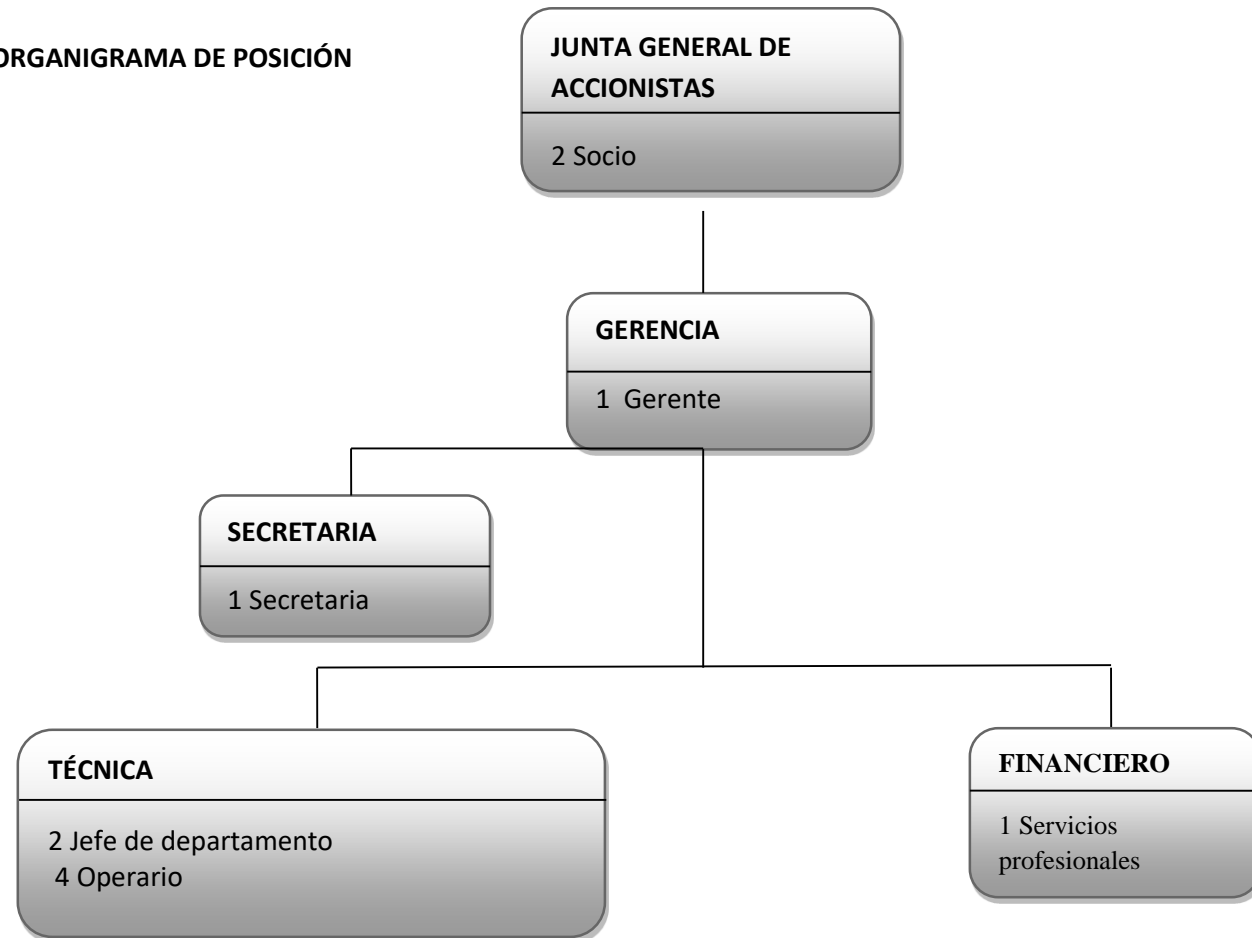 ORGANIGRAMA DE POSICIÓN
JUNTA GENERAL DE
ACCIONISTAS
2 Socio
GERENCIA
1 Gerente
SECRETARIA
1 Secretaria
TÉCNICA
2 Jefe de departamento
4 Operario
FINANCIERO
1 Servicios
profesionales